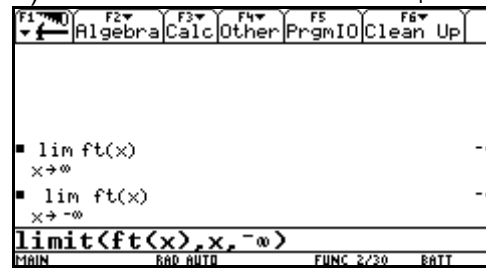 F1 F2▾ F3▾ F4▾ F5 F6▾
Algebra Calc Other PrgmIO Clean Up
▪ lim ft(x) -
x→∞
▪ lim ft(x) -
x→-∞
limit(ft(x),x,⁻∞)
MAIN RAD AUTO FUNC 2/30 BATT